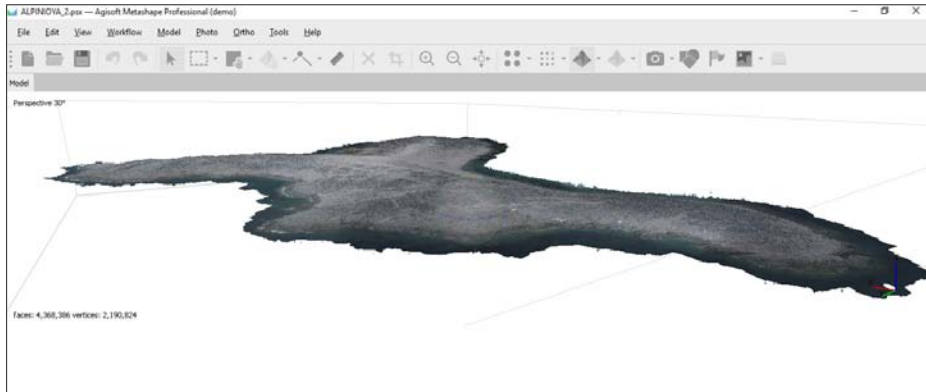 ALPINIOYA_2.psx — Agisoft Metashape Professional (demo)
File Edit View Workflow Model Photo Ortho Tools Help
Model
Perspective 30°
faces: 4,368,386 vertices: 2,190,824